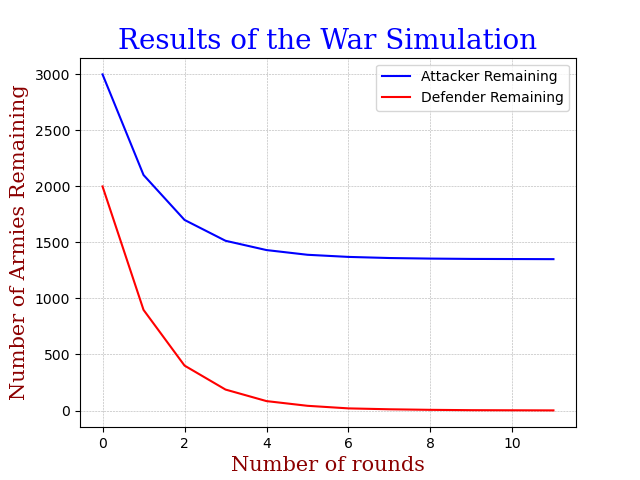 Results of the War Simulation
Attacker Remaining
Defender Remaining
Number of Armies Remaining
3000
2500
2000
1500
1000
500
0
0 2 4 6 8 10
Number of rounds